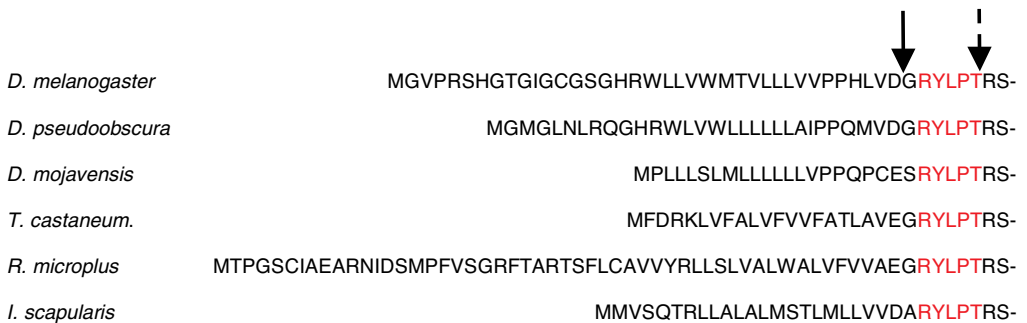 D. melanogaster MGVPRSHGTGIGCGSGHRWLLVWMTVLLLVVPPHLVDGRYLPTRS-
D. pseudoobscura MGMGLNLRQGHRWLVWLLLLLLAIPPQMVDGRYLPTRS-
D. mojavensis MPLLLSLMLLLLLLVPPQPCESRYLPTRS-
T. castaneum. MFDRKLVFALVFVVFATLAVEGRYLPTRS-
R. microplus MTPGSCIAEARNIDSMPFVSGRFTARTSFLCAVVYRLLSLVALWALVFVVAEGRYLPTRS-
I. scapularis MMVSQTRLLALALMSTLMLLVVDARYLPTRS-